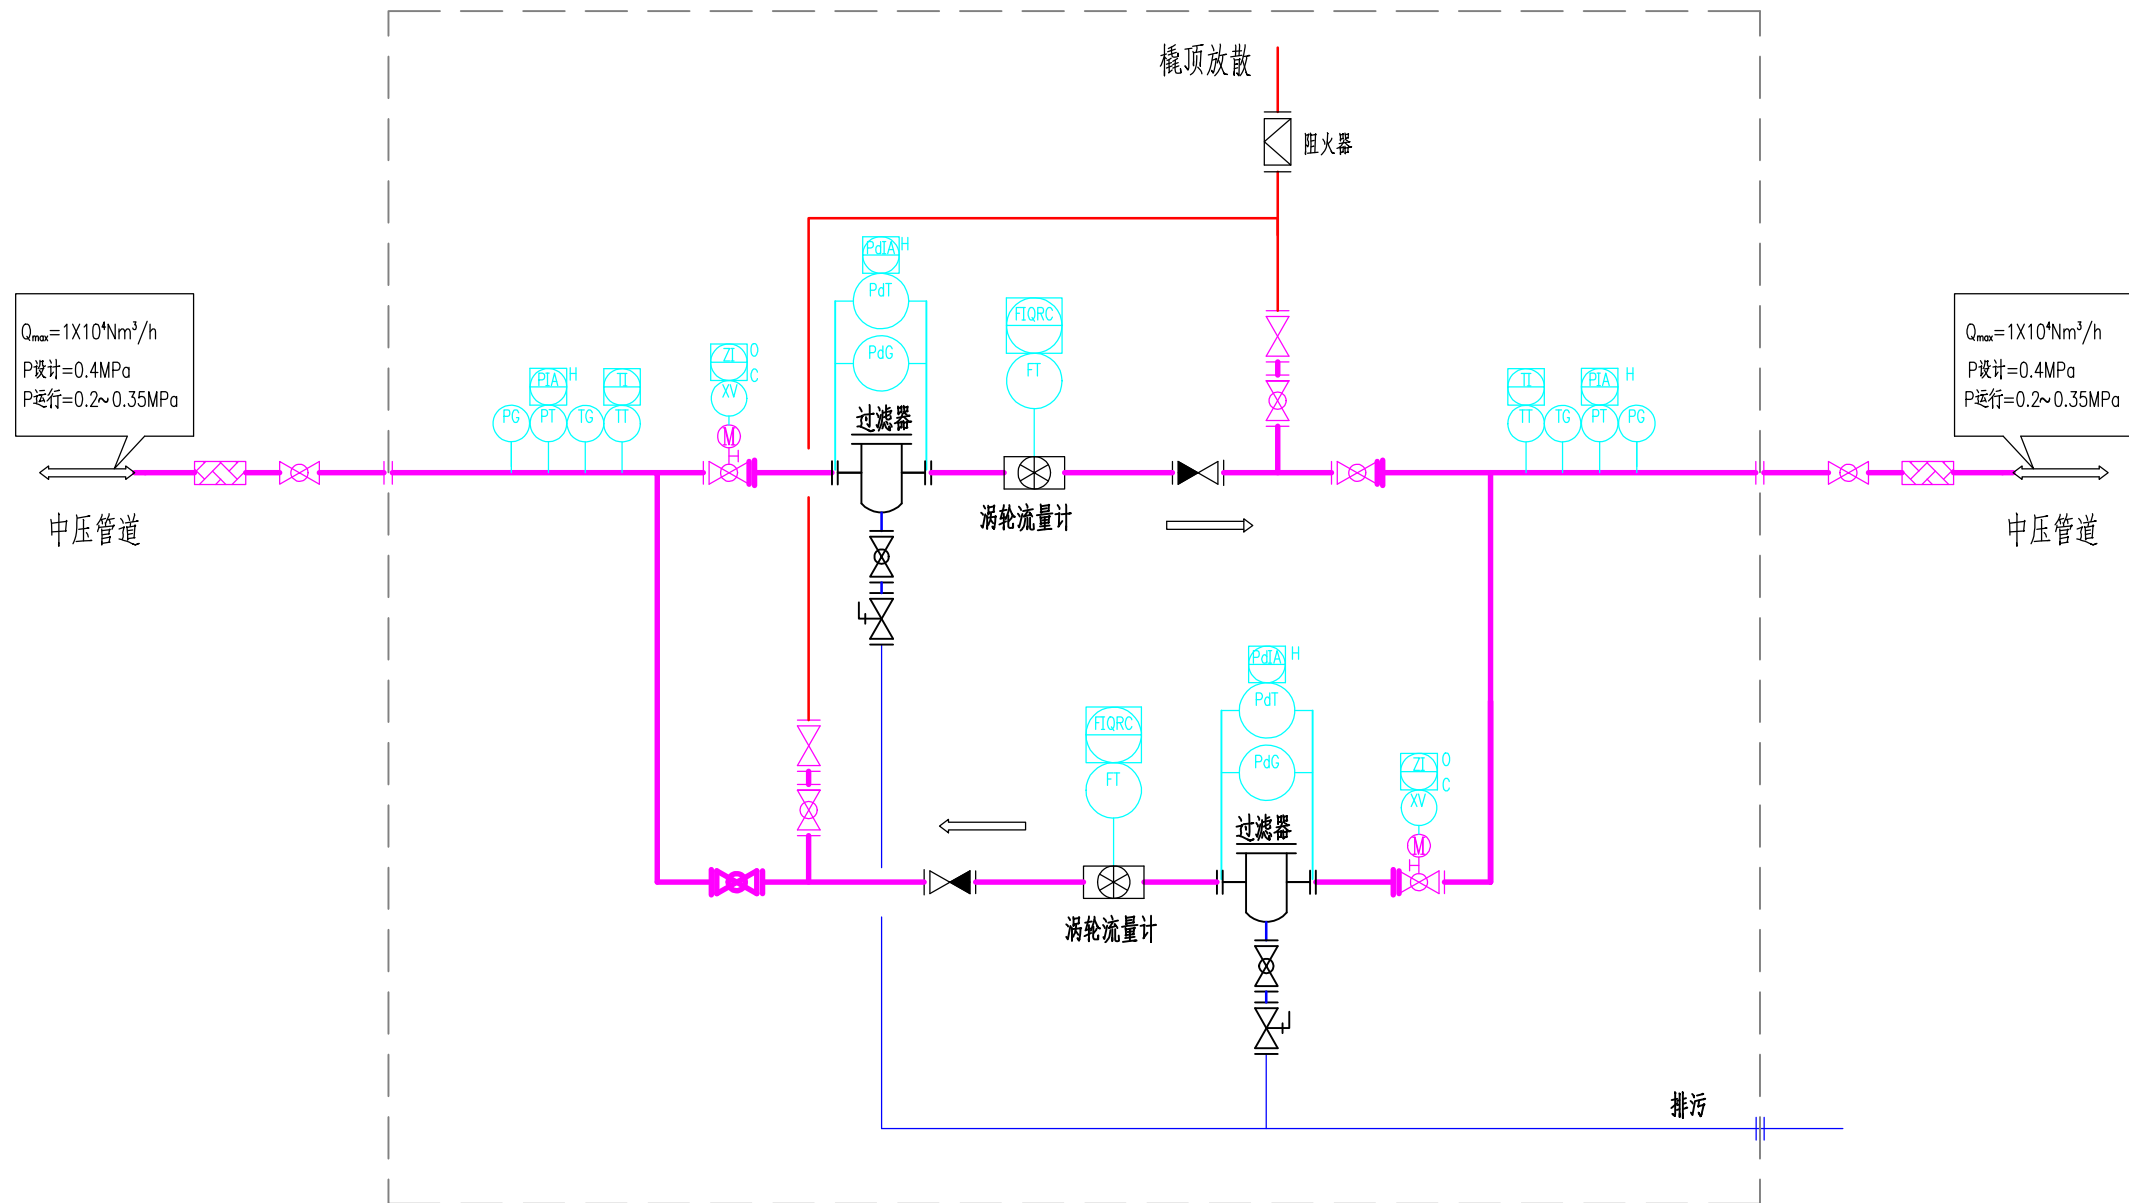 橇顶放散
阻火器
PdIA H
PdT
PdG
过滤器
FIQRC
FT
涡轮流量计
Qmax=1X10⁴Nm³/h
P设计=0.4MPa
P运行=0.2~0.35MPa
中压管道
PG
PIA H
PT
TG
TI
TT
ZI O
C
XV
M
TI
TT
TG
PIA H
PT
PG
Qmax=1X10⁴Nm³/h
P设计=0.4MPa
P运行=0.2~0.35MPa
中压管道
FIQRC
FT
涡轮流量计
PdIA H
PdT
PdG
过滤器
ZI O
C
XV
M
排污